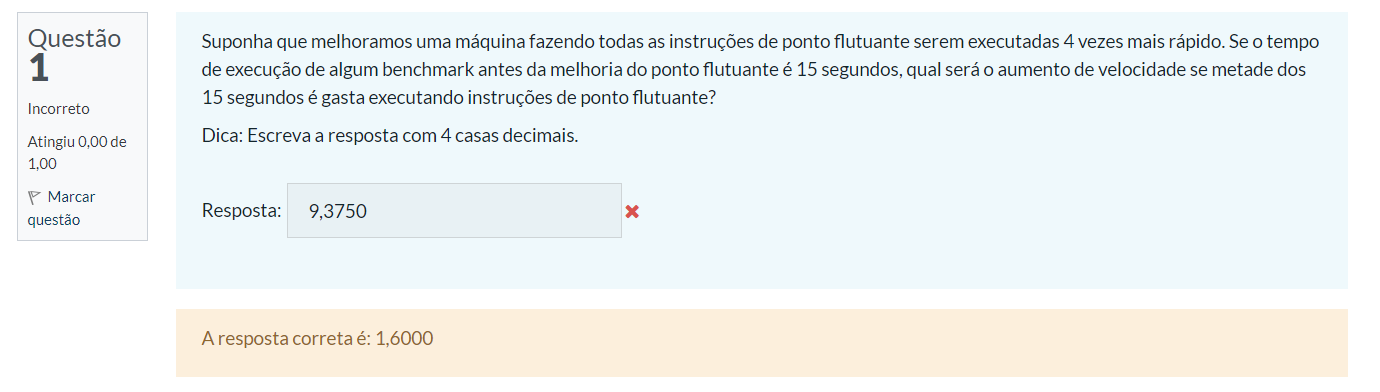 Questão
1
Incorreto
Atingiu 0,00 de
1,00
Marcar
questão
Suponha que melhoramos uma máquina fazendo todas as instruções de ponto flutuante serem executadas 4 vezes mais rápido. Se o tempo
de execução de algum benchmark antes da melhoria do ponto flutuante é 15 segundos, qual será o aumento de velocidade se metade dos
15 segundos é gasta executando instruções de ponto flutuante?
Dica: Escreva a resposta com 4 casas decimais.
Resposta: 9,3750
A resposta correta é: 1,6000